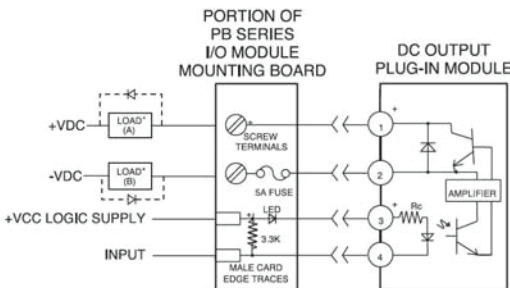 PORTION OF
PB SERIES
I/O MODULE
MOUNTING BOARD
DC OUTPUT
PLUG-IN MODULE
+VDC
LOAD*
(A)
+
SCREW
TERMINALS
+
1
-VDC
LOAD*
(B)
5A FUSE
2
AMPLIFIER
+VCC LOGIC SUPPLY
+
LED
3.3K
+
3
Rc
INPUT
4
MALE CARD
EDGE TRACES